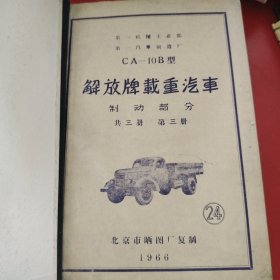 第一机械工业部
第一汽車制造厂
CA-10B型
解放牌載重汽車
制动部分
共三册 第三册
24
北京市晒图厂复制
1966